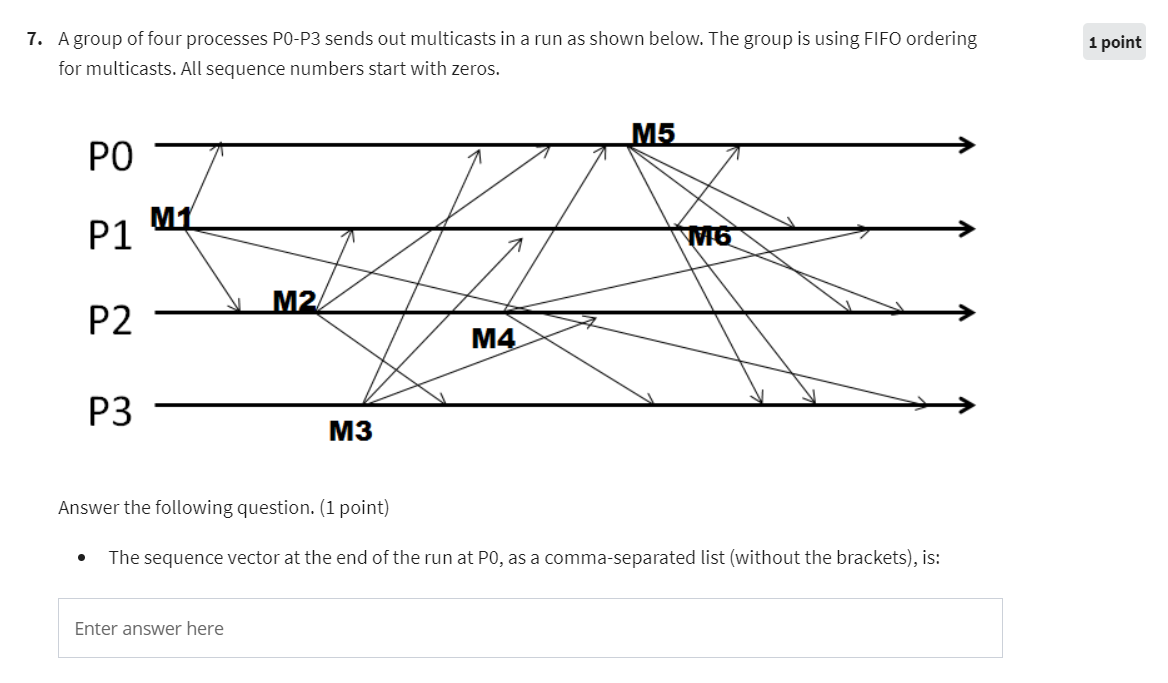 7. A group of four processes P0-P3 sends out multicasts in a run as shown below. The group is using FIFO ordering
for multicasts. All sequence numbers start with zeros.
1 point
M5
P0
M1
P1
M6
M2
P2
M4
P3
M3
Answer the following question. (1 point)
• The sequence vector at the end of the run at P0, as a comma-separated list (without the brackets), is:
Enter answer here